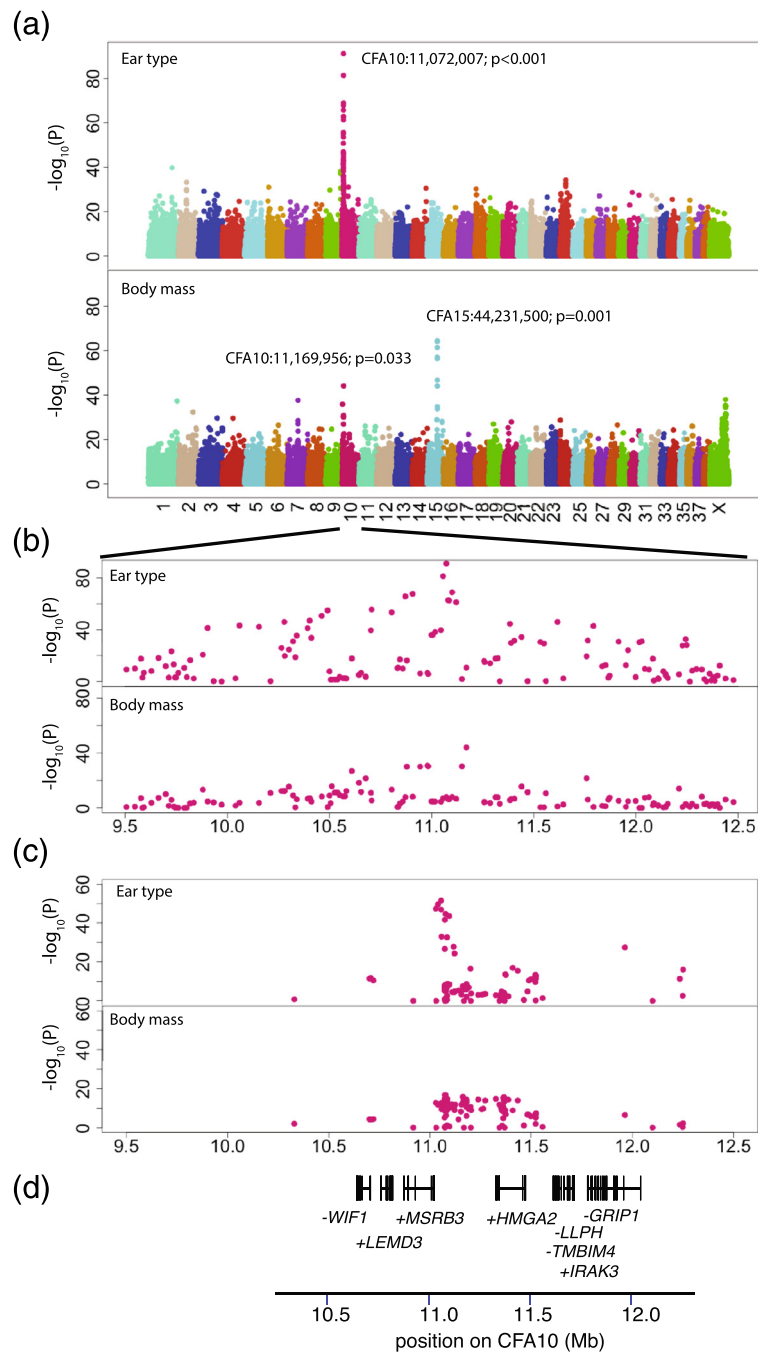 (a)
Ear type
CFA10:11,072,007; p<0.001
-log10(P)
80
60
40
20
0
Body mass
CFA15:44,231,500; p=0.001
CFA10:11,169,956; p=0.033
-log10(P)
80
60
40
20
0
1 2 3 4 5 6 7 8 9 10 11 12 13 14 15 16 17 18 19 20 21 22 23 25 27 29 31 33 35 37 X
(b)
Ear type
-log10(P)
80
40
0
Body mass
-log10(P)
80
40
0
9.5 10.0 10.5 11.0 11.5 12.0 12.5
(c)
Ear type
-log10(P)
60
40
20
0
Body mass
-log10(P)
60
40
20
0
9.5 10.0 10.5 11.0 11.5 12.0 12.5
(d)
-WIF1 +MSRB3 +HMGA2 -GRIP1
+LEMD3 -LLPH
-TMBIM4
+IRAK3
10.5 11.0 11.5 12.0
position on CFA10 (Mb)